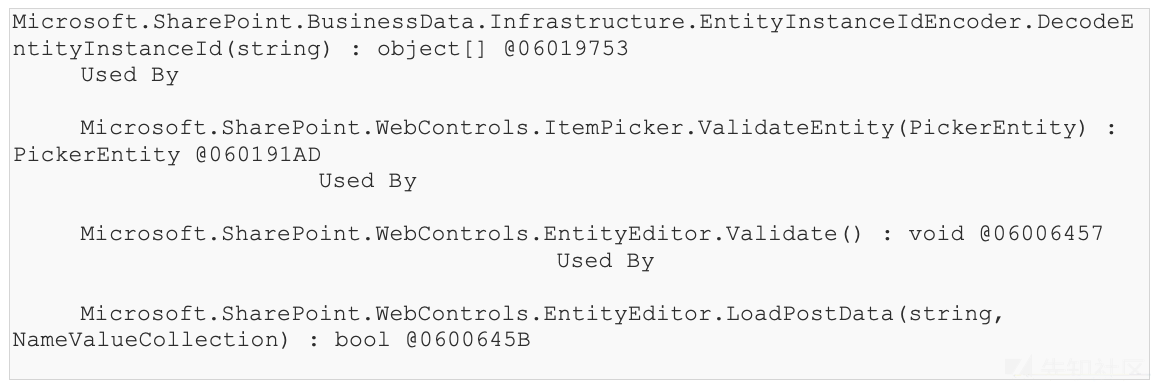 Microsoft.SharePoint.BusinessData.Infrastructure.EntityInstanceIdEncoder.DecodeE
ntityInstanceId(string) : object[] @06019753
Used By
Microsoft.SharePoint.WebControls.ItemPicker.ValidateEntity(PickerEntity) :
PickerEntity @060191AD
Used By
Microsoft.SharePoint.WebControls.EntityEditor.Validate() : void @06006457
Used By
Microsoft.SharePoint.WebControls.EntityEditor.LoadPostData(string,
NameValueCollection) : bool @0600645B